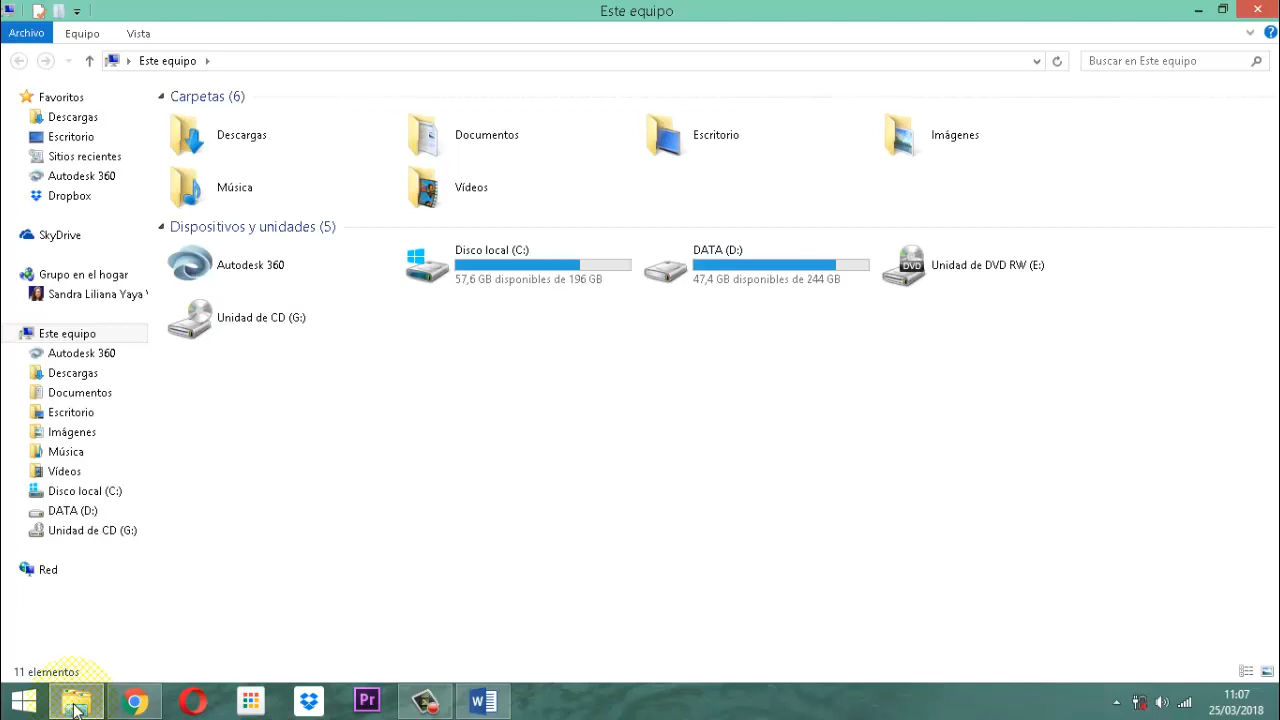 Este equipo
Archivo Equipo Vista
Este equipo
Buscar en Este equipo
Favoritos
Descargas
Escritorio
Sitios recientes
Autodesk 360
Dropbox
SkyDrive
Grupo en el hogar
Sandra Liliana Yaya
Este equipo
Autodesk 360
Descargas
Documentos
Escritorio
Imágenes
Música
Vídeos
Disco local (C:)
DATA (D:)
Unidad de CD (G:)
Red
Carpetas (6)
Descargas Documentos Escritorio Imágenes
Música Vídeos
Dispositivos y unidades (5)
Autodesk 360
Disco local (C:)
57,6 GB disponibles de 196 GB
DATA (D:)
47,4 GB disponibles de 244 GB
DVD
Unidad de DVD RW (E:)
Unidad de CD (G:)
11 elementos
Pr
11:07
25/03/2018